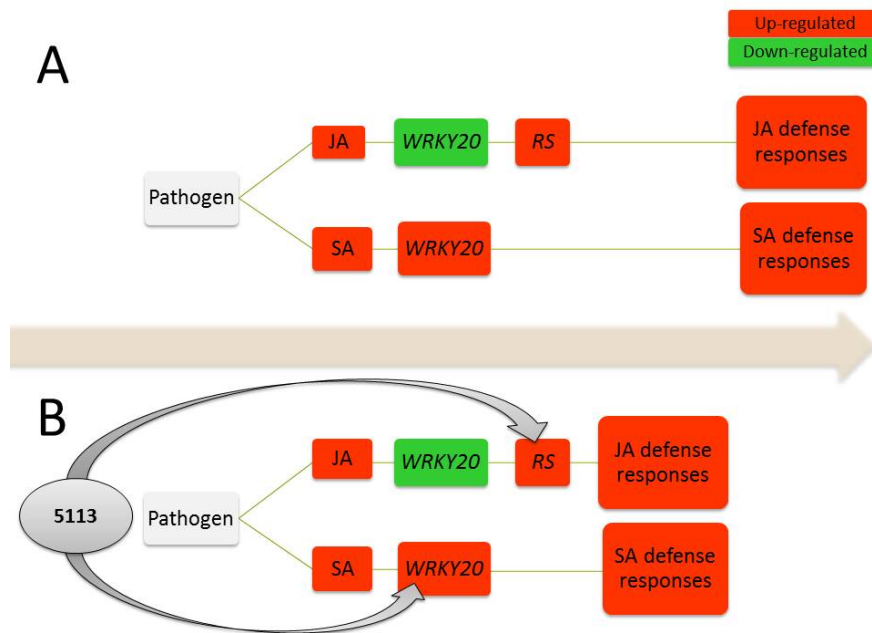 Up-regulated
Down-regulated
A
JA
WRKY20
RS
JA defense
responses
Pathogen
SA
WRKY20
SA defense
responses
B
JA
WRKY20
RS
JA defense
responses
5113
Pathogen
SA
WRKY20
SA defense
responses